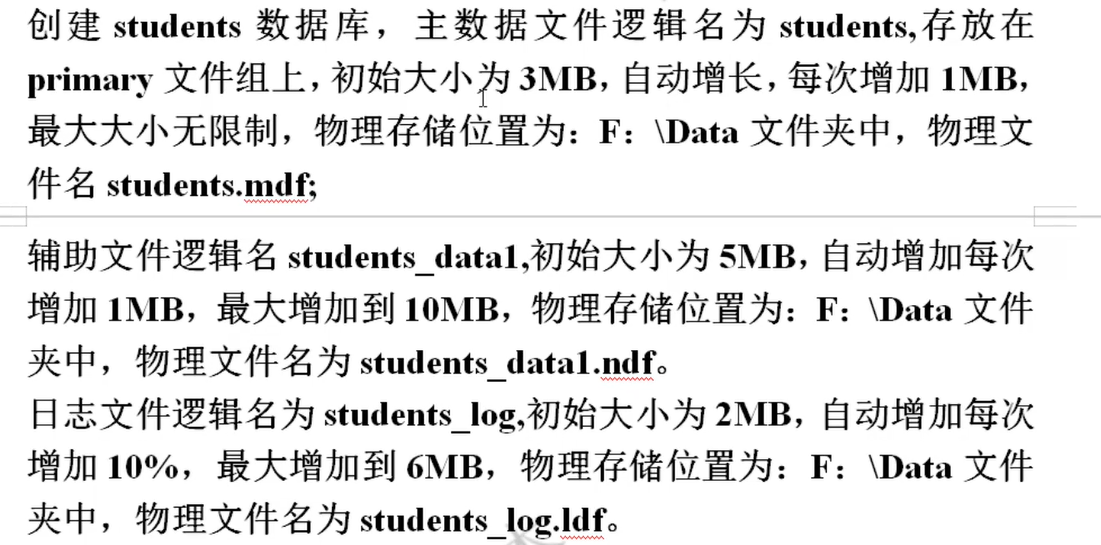 创建 students 数据库，主数据文件逻辑名为 students,存放在
primary 文件组上，初始大小为 3MB，自动增长，每次增加 1MB，
最大大小无限制，物理存储位置为：F：\Data 文件夹中，物理文
件名 students.mdf;
辅助文件逻辑名 students_data1,初始大小为 5MB，自动增加每次
增加 1MB，最大增加到 10MB，物理存储位置为：F：\Data 文件
夹中，物理文件名为 students_data1.ndf。
日志文件逻辑名为 students_log,初始大小为 2MB，自动增加每次
增加 10%，最大增加到 6MB，物理存储位置为：F：\Data 文件
夹中，物理文件名为 students_log.ldf。